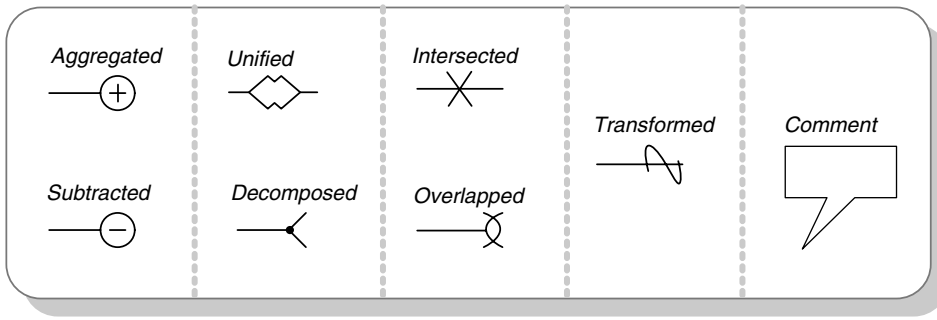 Aggregated
Subtracted
Unified
Decomposed
Intersected
Overlapped
Transformed
Comment